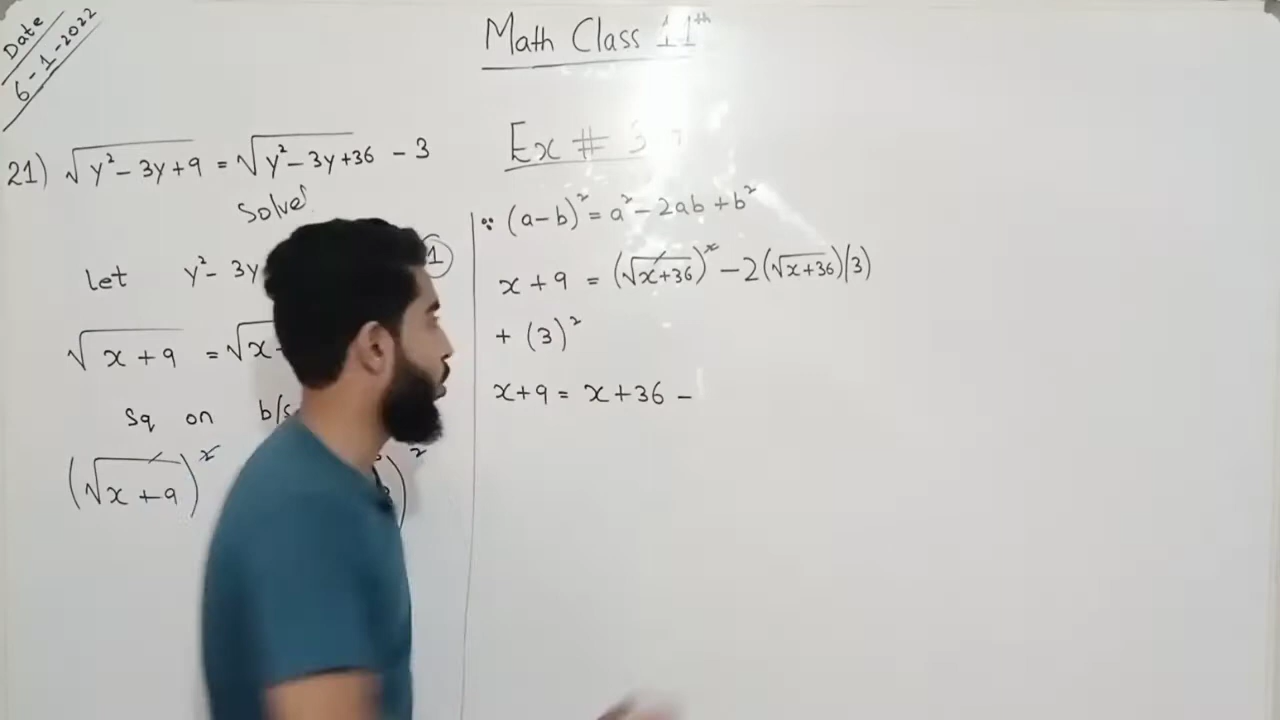 Date
6-1-2022
Math Class 11th
Ex # 3
21) √(y²-3y+9) = √(y²-3y+36) - 3
let y²-3y
①
√(x+9) = √x
Sq on b/s
(√(x+9))²
)²
∵ (a-b)² = a²-2ab+b²
x+9 = (√(x+36))² -2(√(x+36))(3)
+ (3)²
x+9 = x+36 -